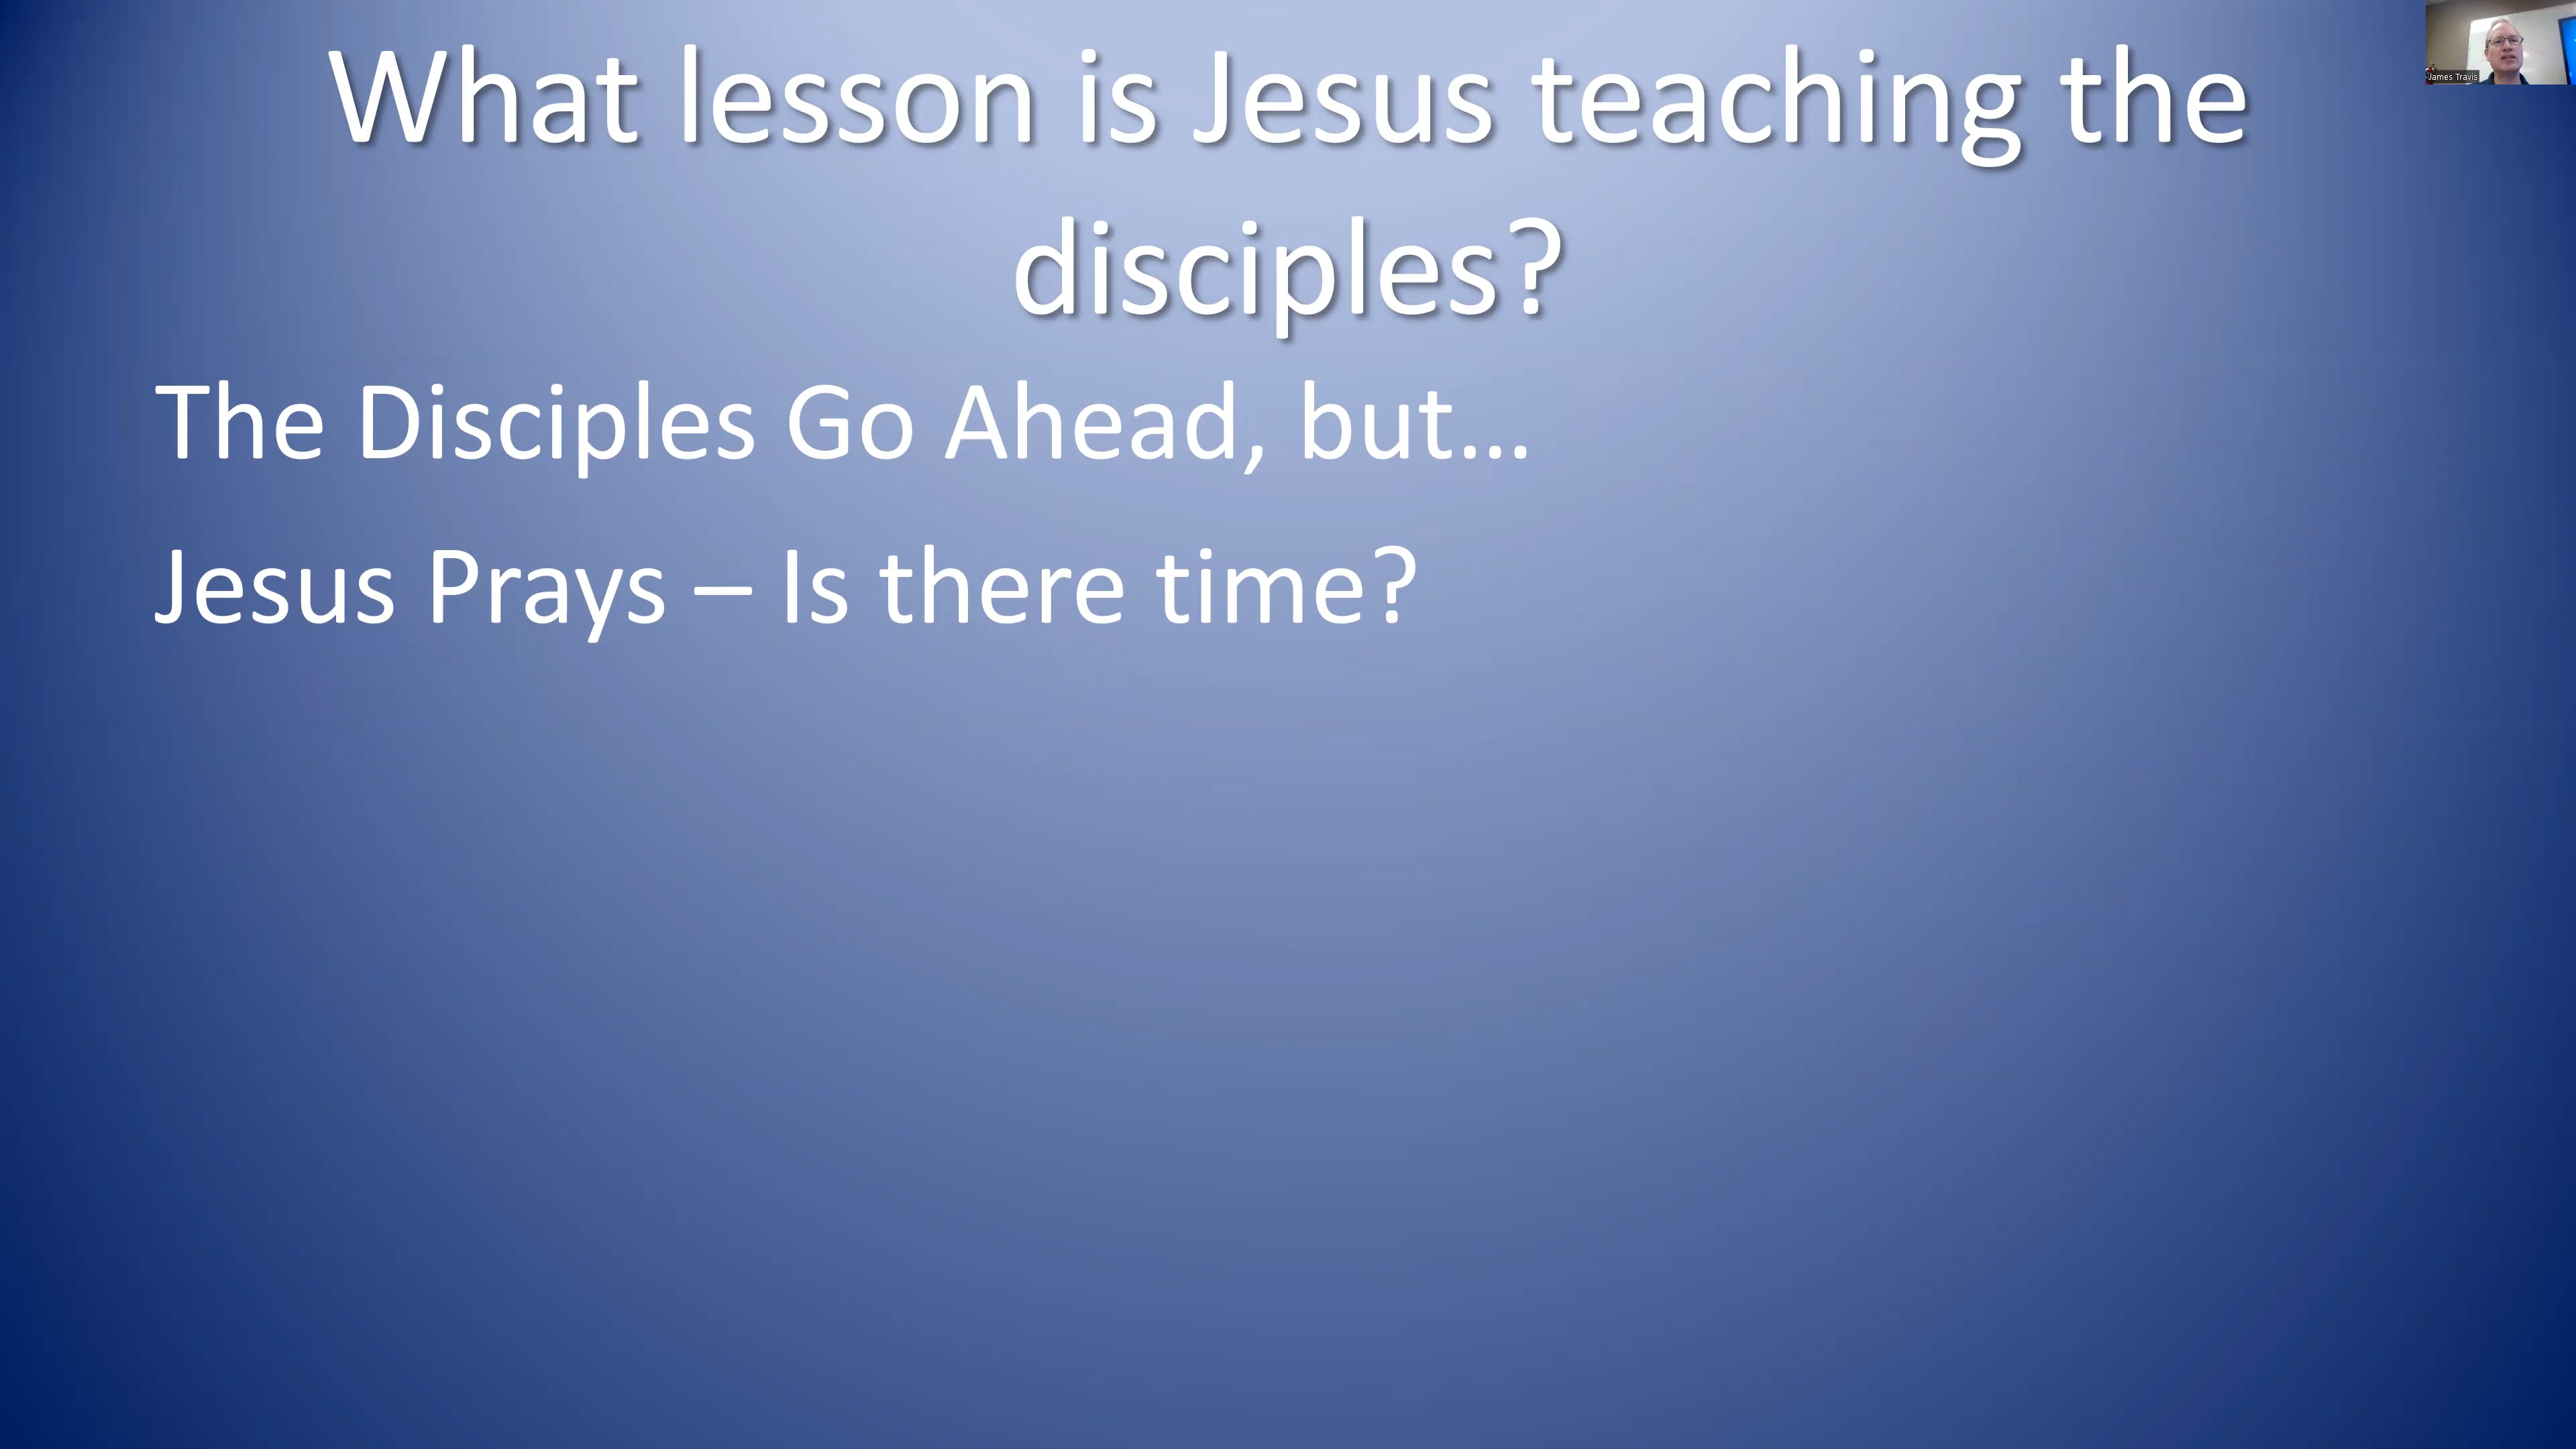 What lesson is Jesus teaching the
disciples?
The Disciples Go Ahead, but…
Jesus Prays – Is there time?
James Travis